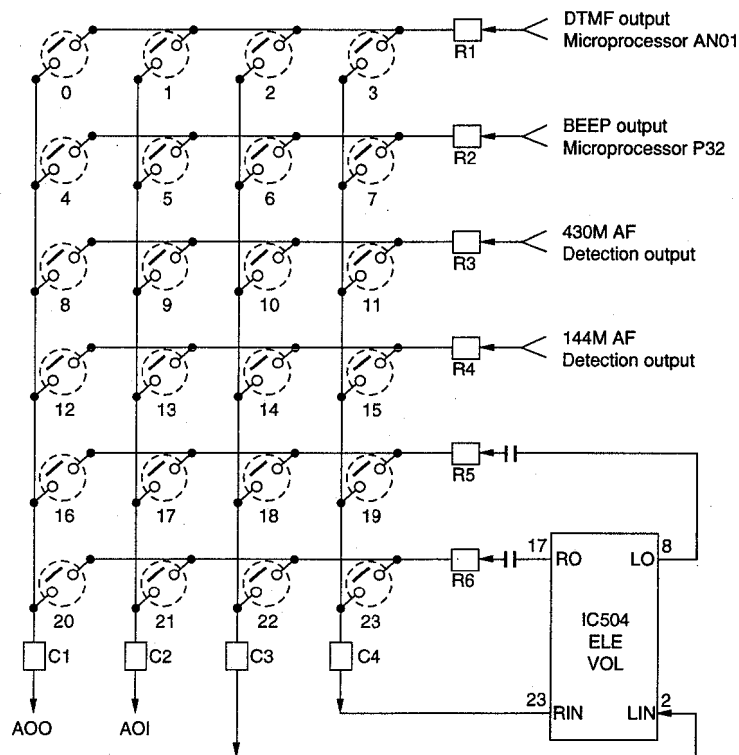 DTMF output
Microprocessor AN01
R1
0 1 2 3
BEEP output
Microprocessor P32
R2
4 5 6 7
430M AF
Detection output
R3
8 9 10 11
144M AF
Detection output
R4
12 13 14 15
R5
16 17 18 19
R6
17 RO LO 8
20 21 22 23
IC504
ELE
VOL
C1 C2 C3 C4
23 RIN LIN 2
AOO AOI